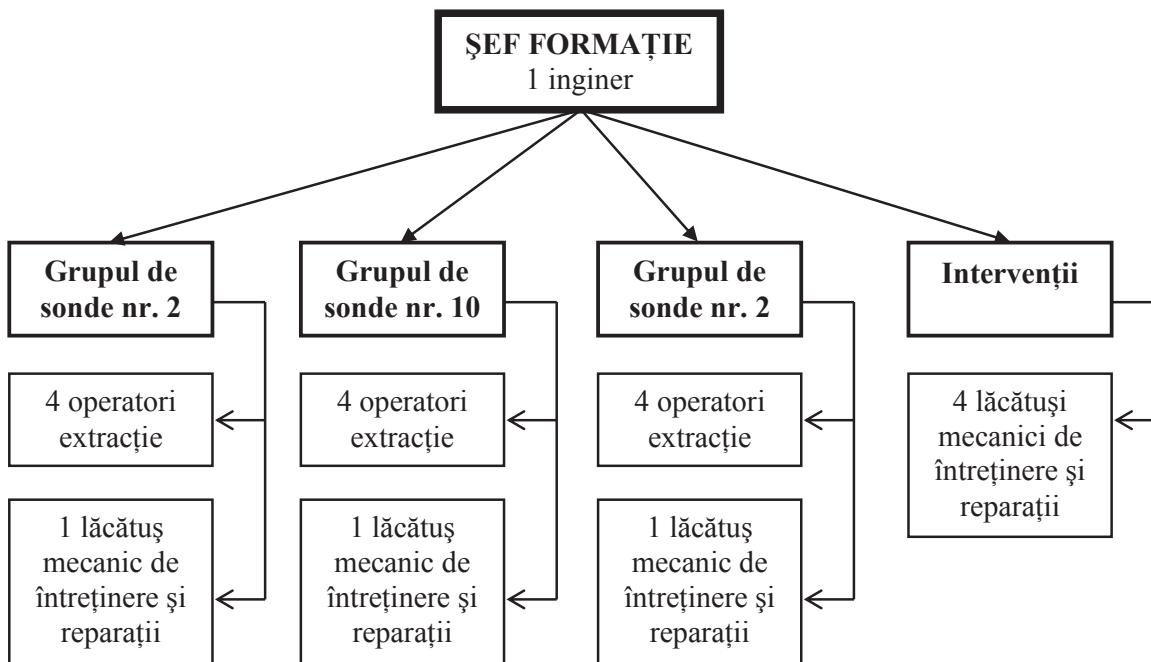 ŞEF FORMAȚIE
1 inginer
Grupul de
sonde nr. 2
4 operatori
extracție
1 lăcătuş
mecanic de
întreținere şi
reparații
Grupul de
sonde nr. 10
4 operatori
extracție
1 lăcătuş
mecanic de
întreținere şi
reparații
Grupul de
sonde nr. 2
4 operatori
extracție
1 lăcătuş
mecanic de
întreținere şi
reparații
Intervenții
4 lăcătuşi
mecanici de
întreținere şi
reparații